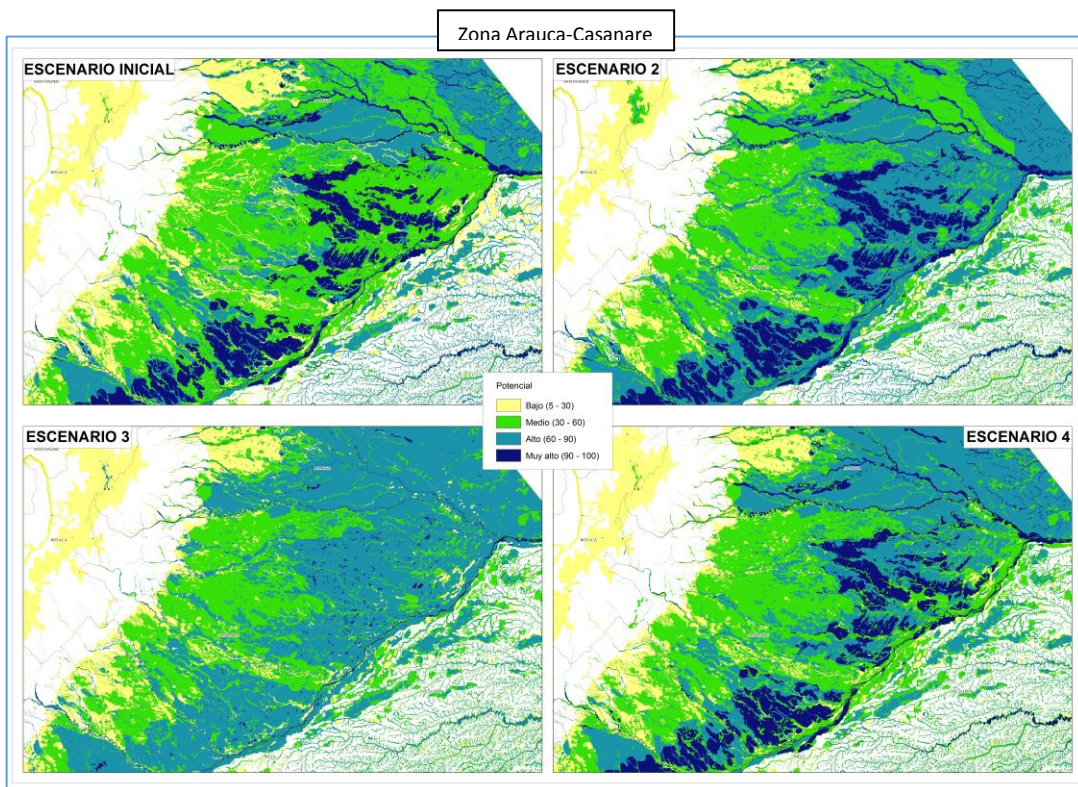 Zona Arauca-Casanare
ESCENARIO INICIAL
ESCENARIO 2
Potencial
Bajo (5 - 30)
Medio (30 - 60)
Alto (60 - 90)
Muy alto (90 - 100)
ESCENARIO 3
ESCENARIO 4